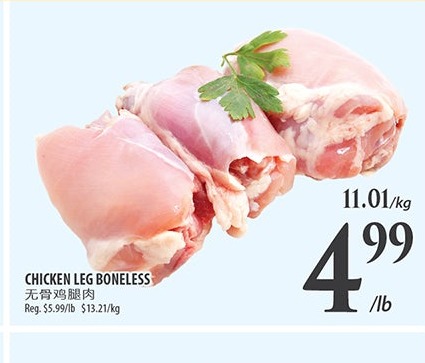 11.01/kg
4.99/lb
CHICKEN LEG BONELESS
无骨鸡腿肉
Reg. $5.99/lb $13.21/kg